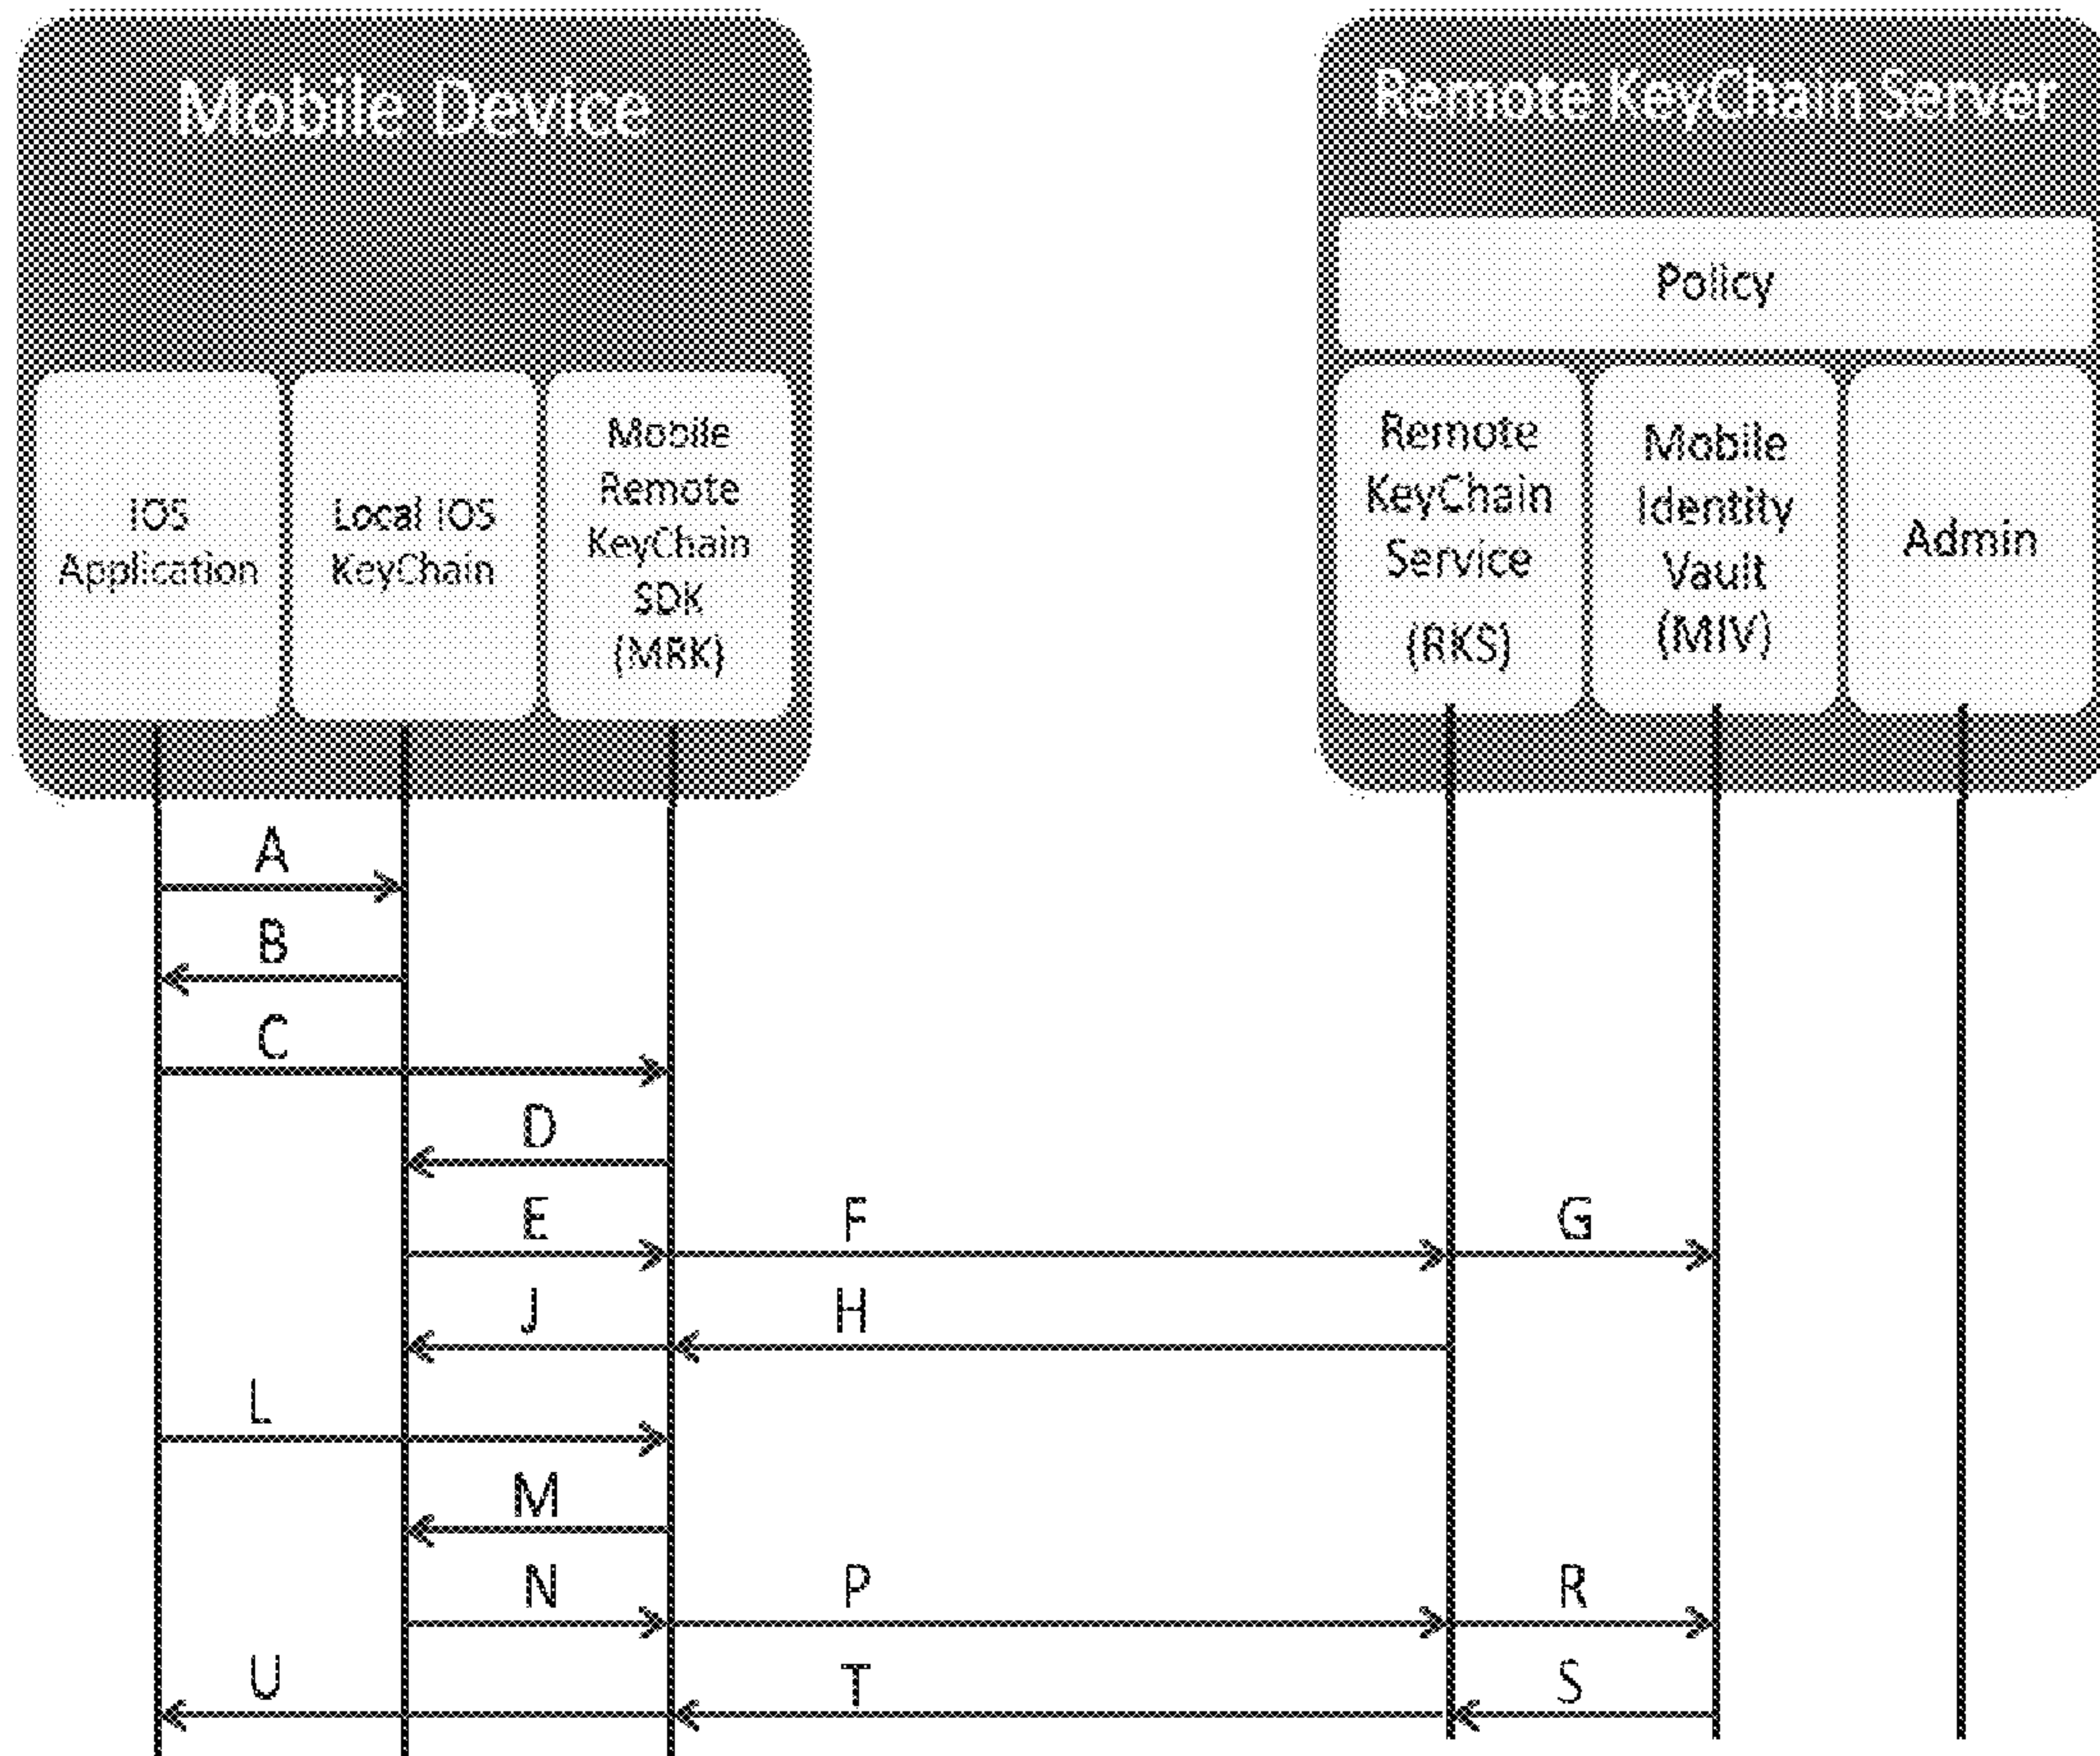 Mobile Device
Remote KeyChain Server
Policy
IOS
Application
Local IOS
KeyChain
Mobile
Remote
KeyChain
SDK
(MRK)
Remote
KeyChain
Service
(RKS)
Mobile
Identity
Vault
(MIV)
Admin
A
B
C
D
E
F
G
J
H
L
M
N
P
R
U
T
S